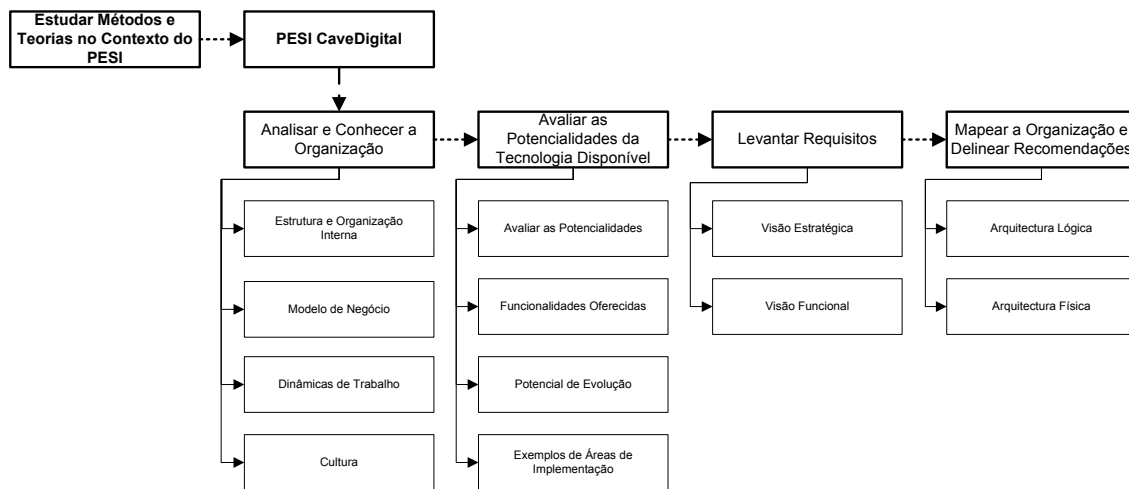 Estudar Métodos e
Teorias no Contexto do
PESI
PESI CaveDigital
Analisar e Conhecer a
Organização
Avaliar as
Potencialidades da
Tecnologia Disponível
Levantar Requisitos
Mapear a Organização e
Delinear Recomendações
Estrutura e Organização
Interna
Modelo de Negócio
Dinâmicas de Trabalho
Cultura
Avaliar as Potencialidades
Funcionalidades Oferecidas
Potencial de Evolução
Exemplos de Áreas de
Implementação
Visão Estratégica
Visão Funcional
Arquitectura Lógica
Arquitectura Física